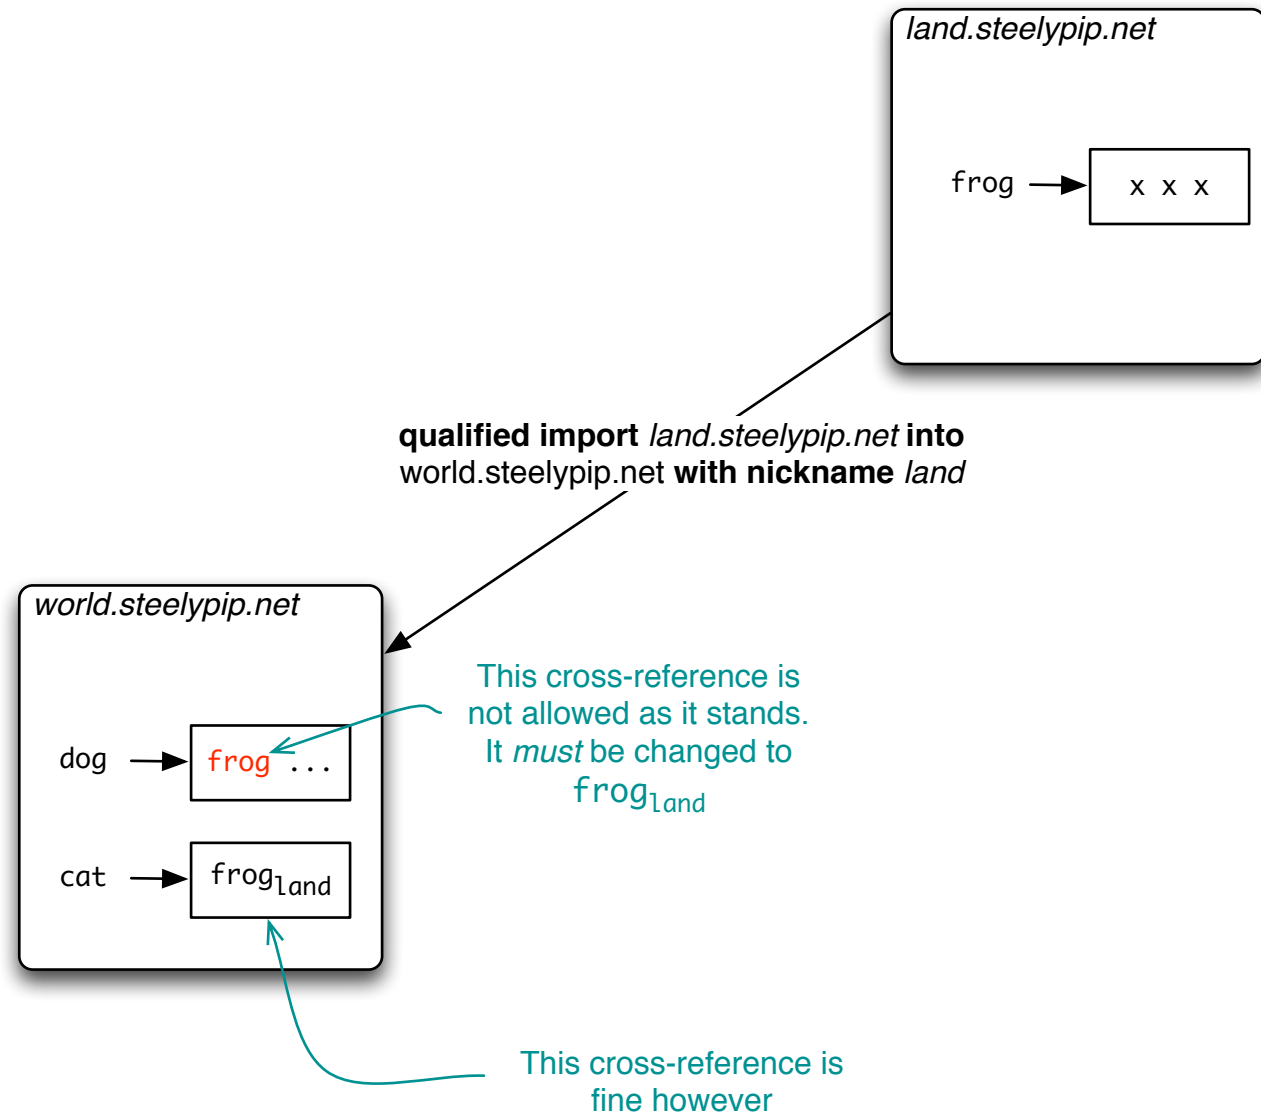 land.steelypip.net
frog
x x x
qualified import land.steelypip.net into
world.steelypip.net with nickname land
world.steelypip.net
This cross-reference is
not allowed as it stands.
It must be changed to
frogland
dog
frog ...
cat
frogland
This cross-reference is
fine however